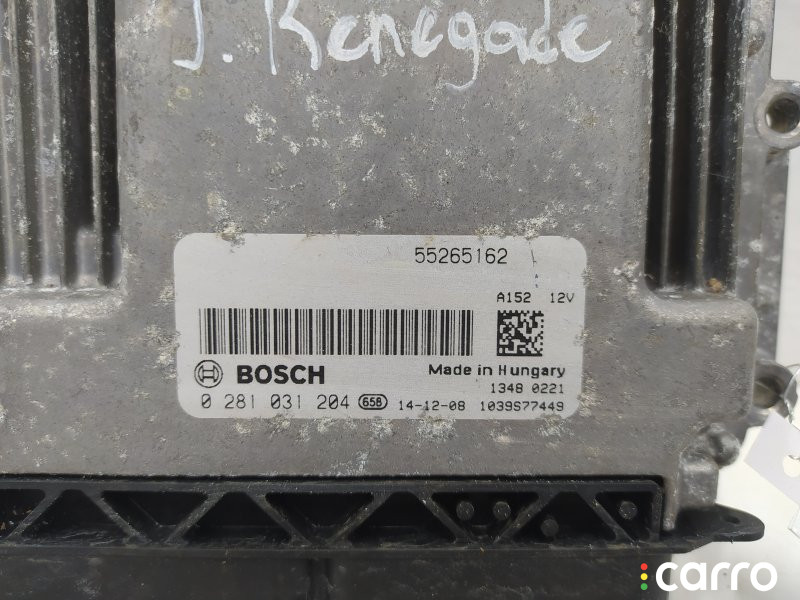 J. Renegade
55265162
A152 12V
BOSCH
Made in Hungary
1348 0221
0 281 031 204 658 14-12-08 1039S77449
carro